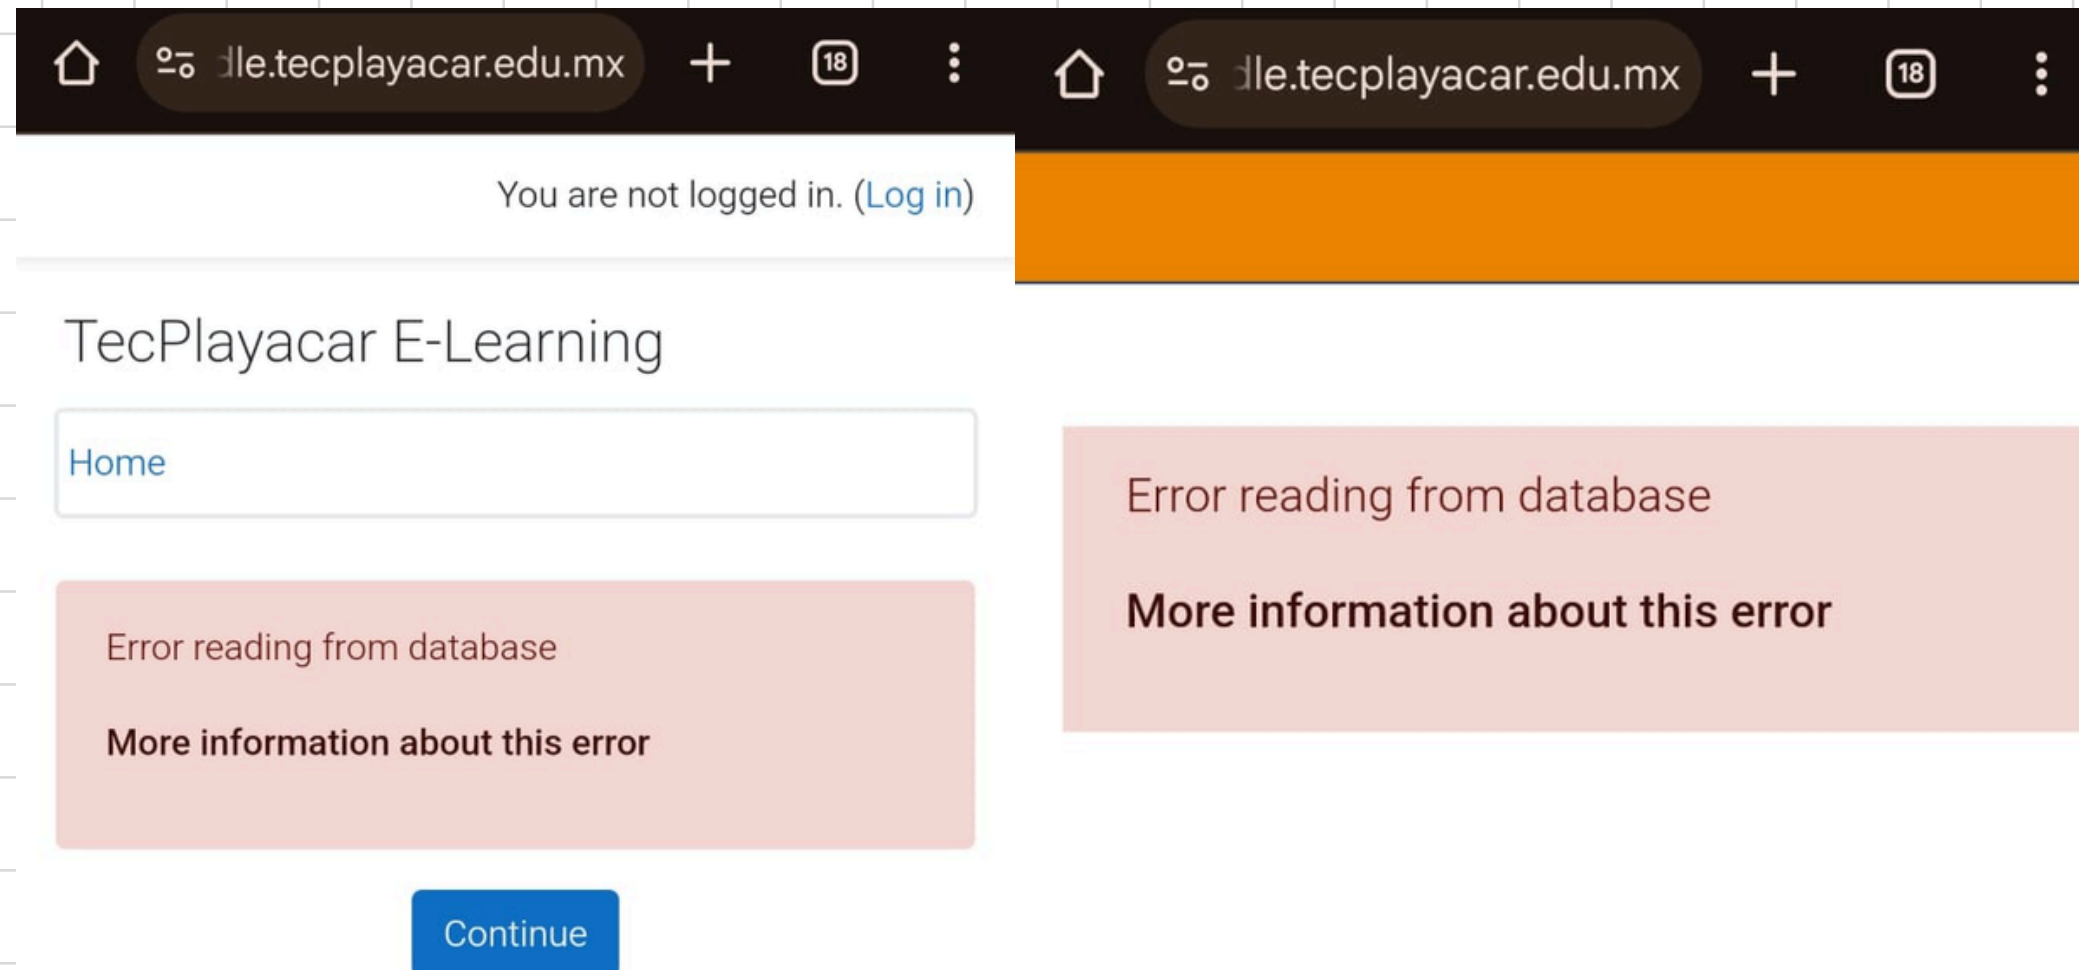 dle.tecplayacar.edu.mx
18
You are not logged in. (Log in)
TecPlayacar E-Learning
Home
Error reading from database
More information about this error
Continue
dle.tecplayacar.edu.mx
18
Error reading from database
More information about this error